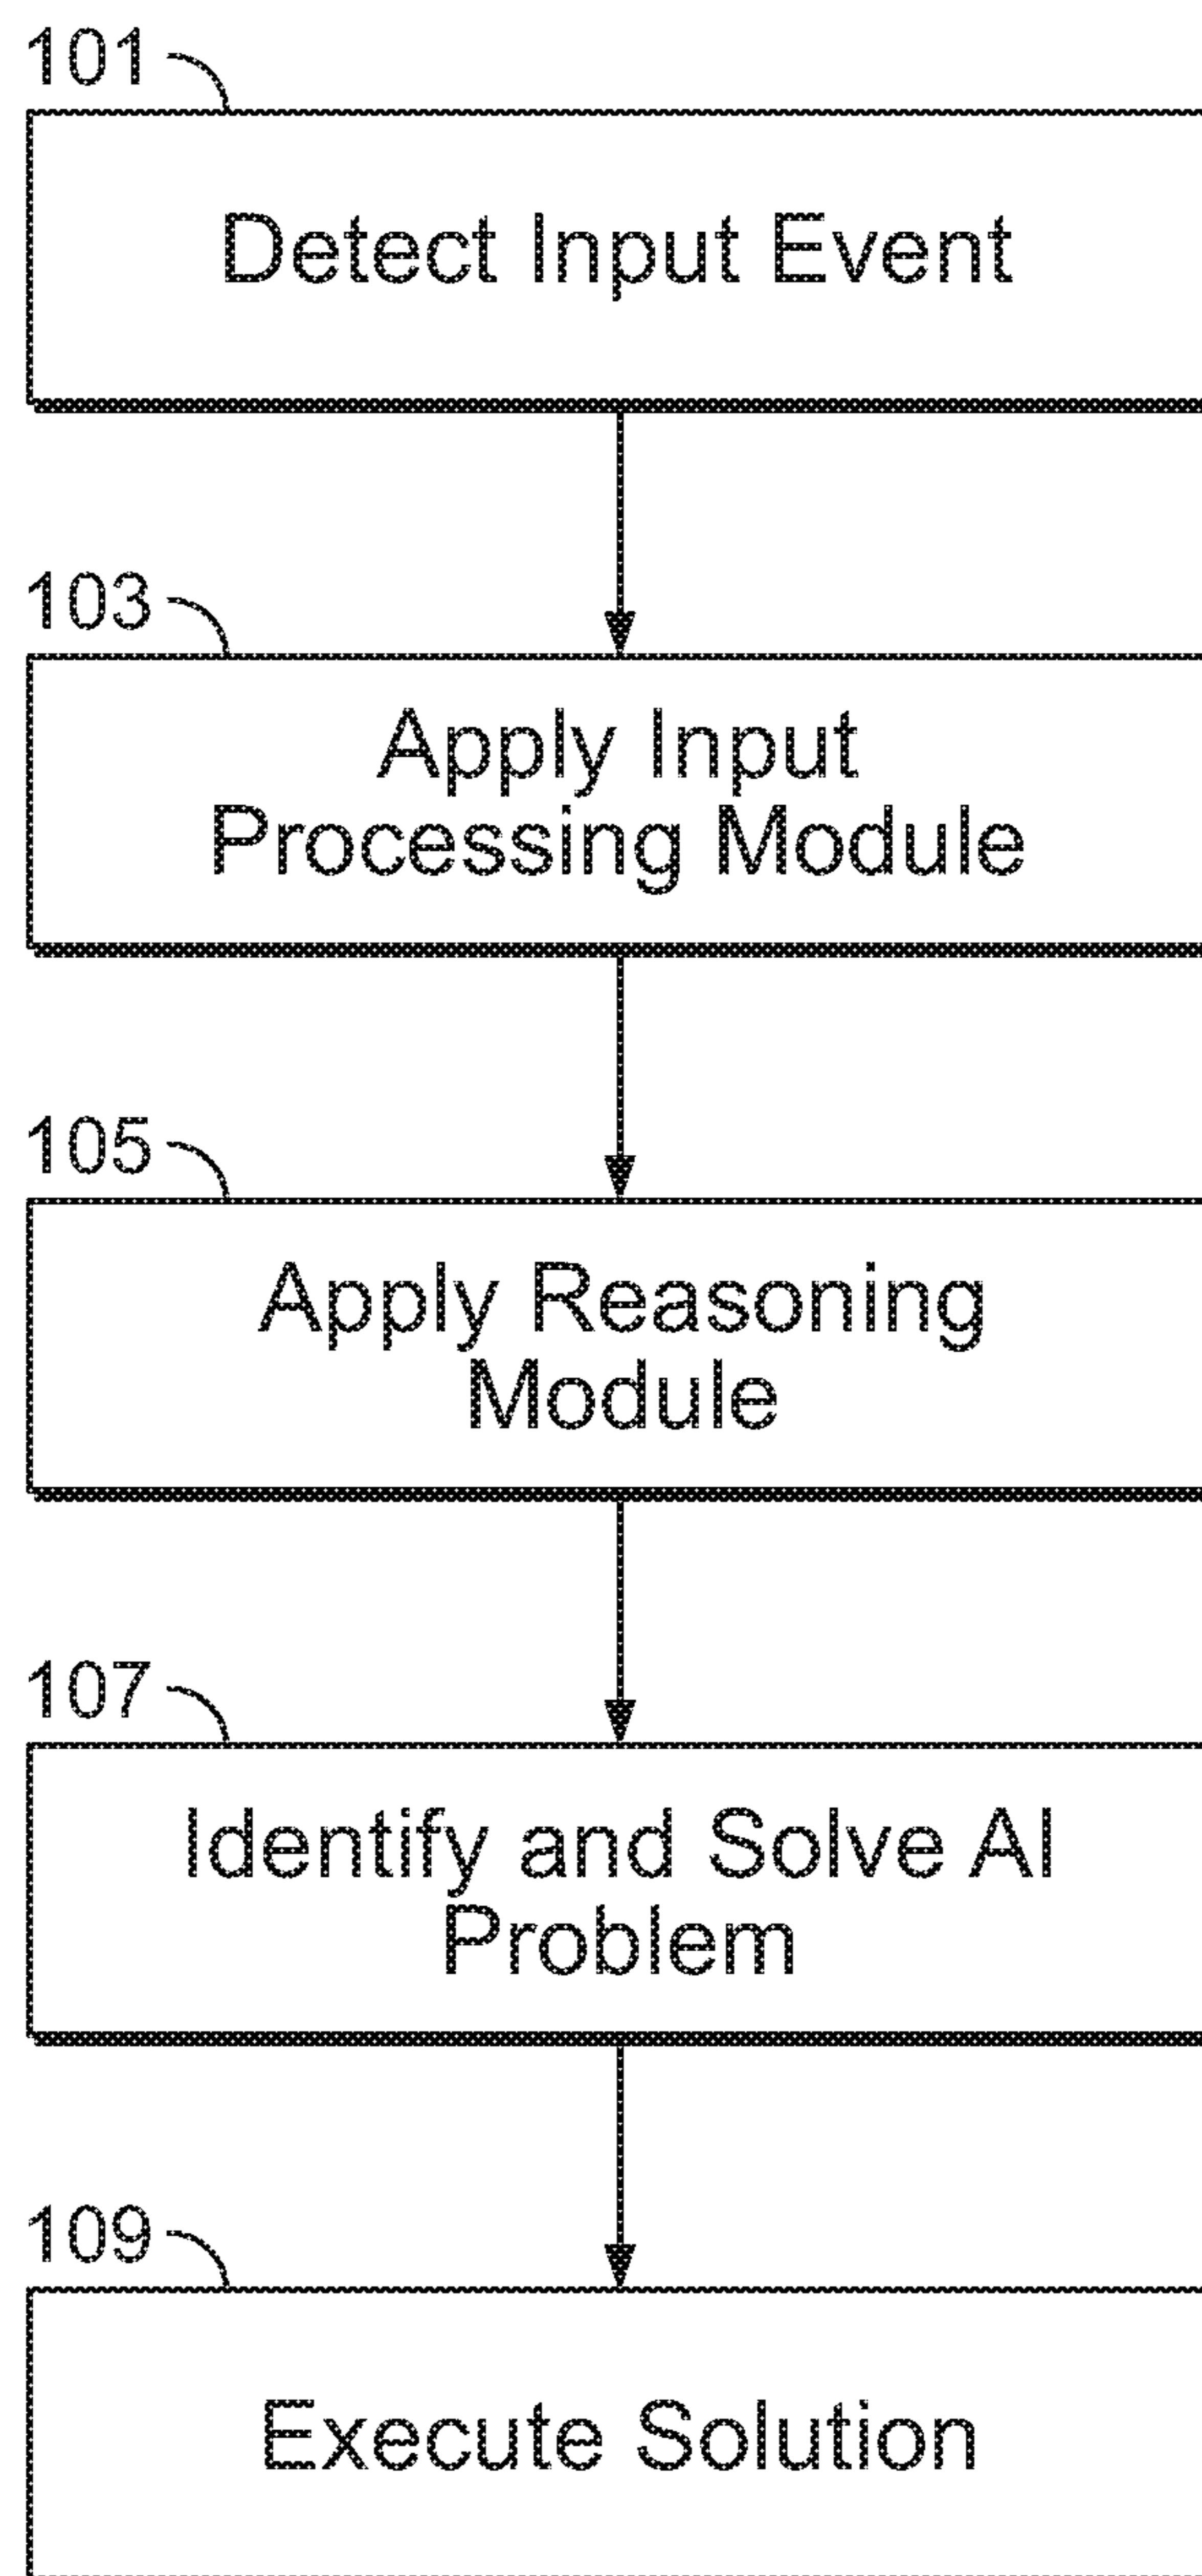 101
Detect Input Event
103
Apply Input
Processing Module
105
Apply Reasoning
Module
107
Identify and Solve AI
Problem
109
Execute Solution